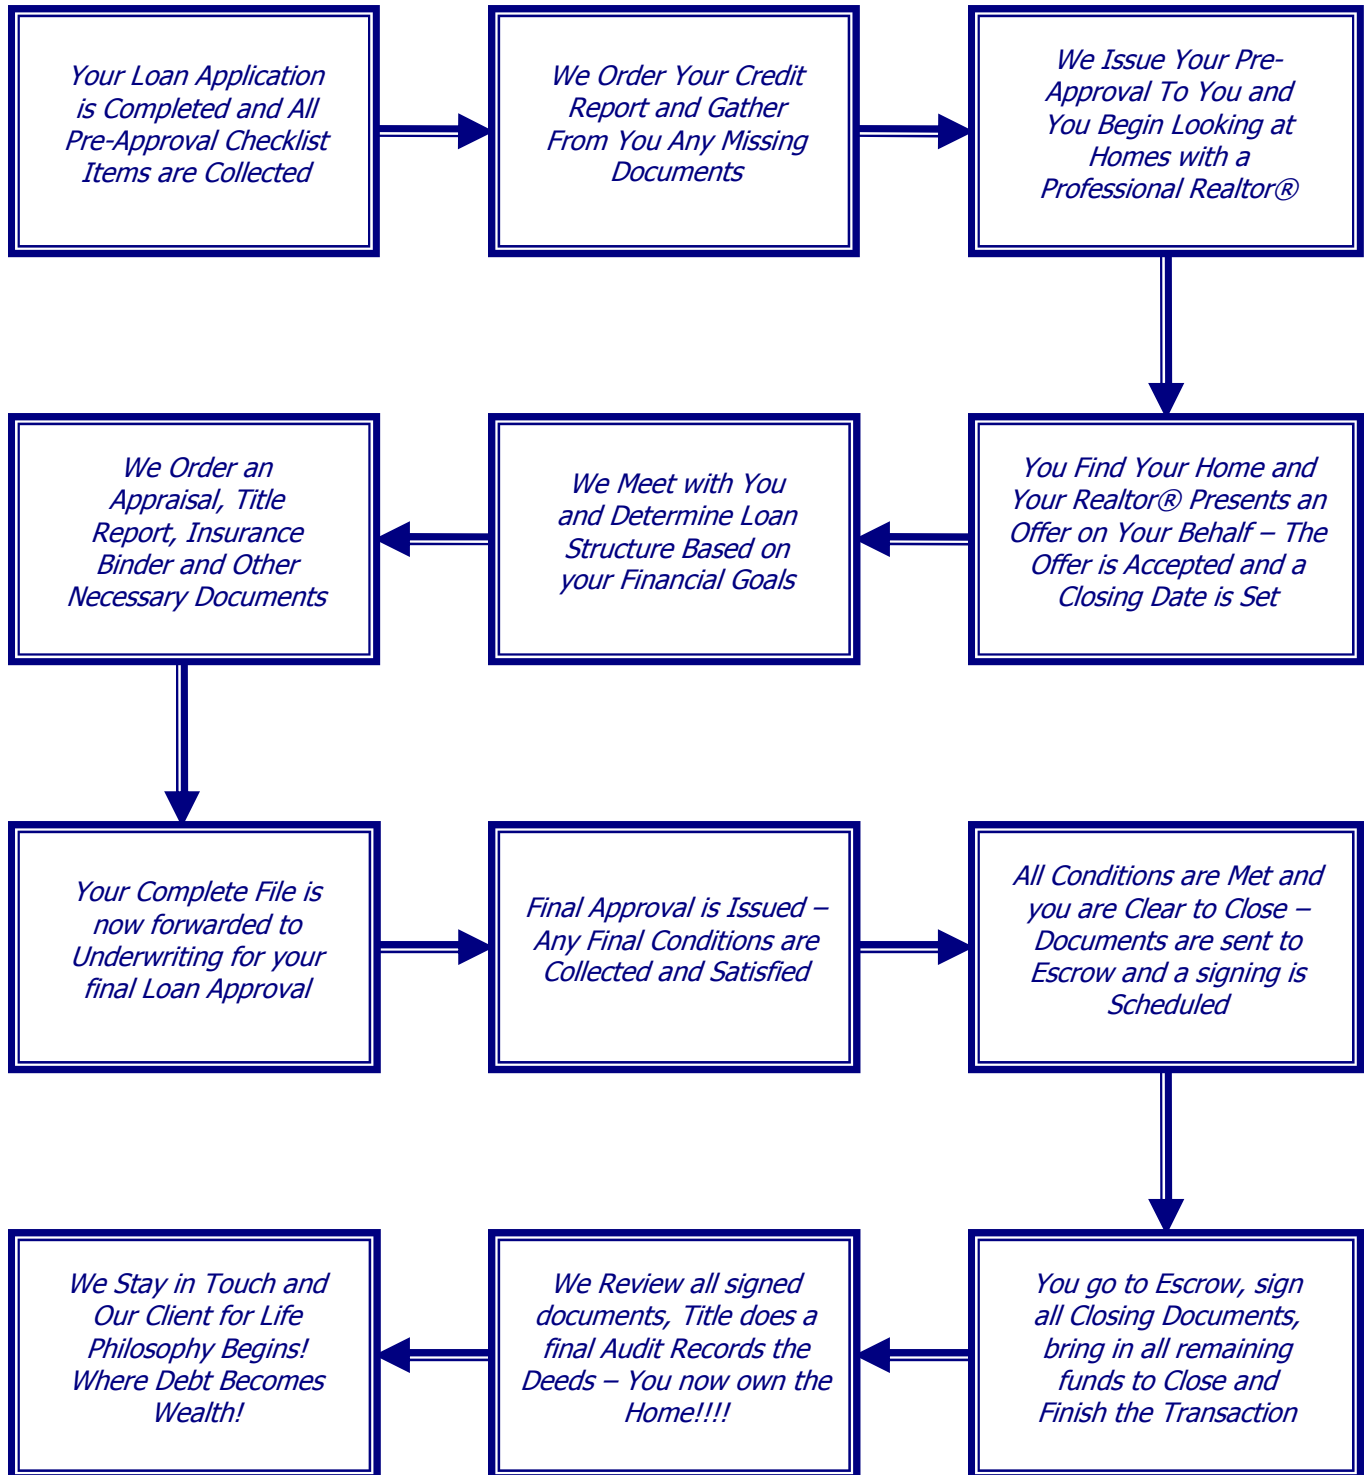 Your Loan Application
is Completed and All
Pre-Approval Checklist
Items are Collected
We Order Your Credit
Report and Gather
From You Any Missing
Documents
We Issue Your Pre-
Approval To You and
You Begin Looking at
Homes with a
Professional Realtor®
You Find Your Home and
Your Realtor® Presents an
Offer on Your Behalf – The
Offer is Accepted and a
Closing Date is Set
We Meet with You
and Determine Loan
Structure Based on
your Financial Goals
We Order an
Appraisal, Title
Report, Insurance
Binder and Other
Necessary Documents
Your Complete File is
now forwarded to
Underwriting for your
final Loan Approval
Final Approval is Issued –
Any Final Conditions are
Collected and Satisfied
All Conditions are Met and
you are Clear to Close –
Documents are sent to
Escrow and a signing is
Scheduled
You go to Escrow, sign
all Closing Documents,
bring in all remaining
funds to Close and
Finish the Transaction
We Review all signed
documents, Title does a
final Audit Records the
Deeds – You now own the
Home!!!!
We Stay in Touch and
Our Client for Life
Philosophy Begins!
Where Debt Becomes
Wealth!